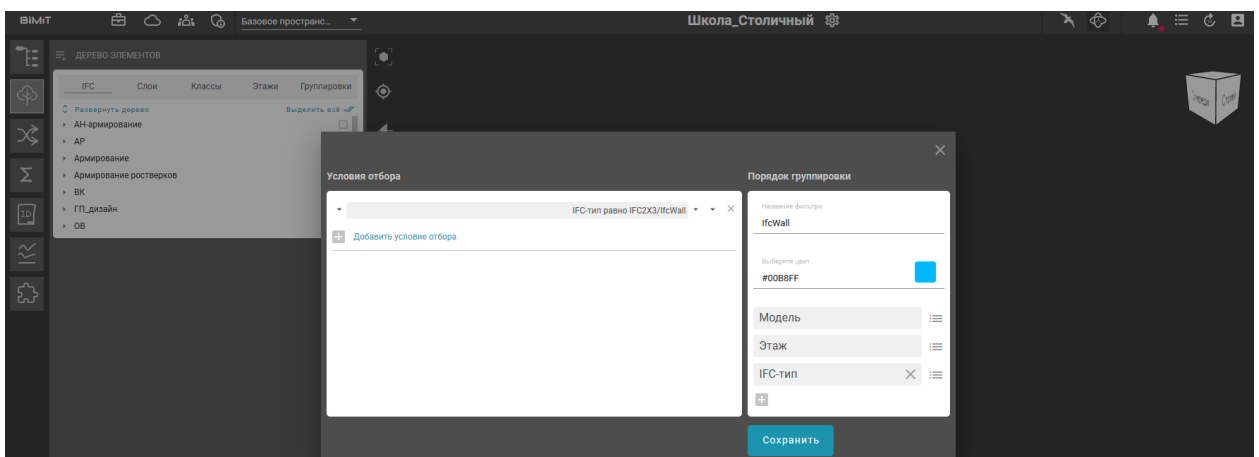 BIMIT
Базовое пространс...
Школа_Столичный
ДЕРЕВО ЭЛЕМЕНТОВ
IFC Слои Классы Этажи Группировки
Развернуть дерево Выделить всё
АН-армирование
АР
Армирование
Армирование ростверков
ВК
ГП_дизайн
ОВ
1D
Условия отбора
Порядок группировки
IFC-тип равно IFC2X3/IfcWall
Добавить условие отбора
Название фильтра
IfcWall
Выберите цвет
#00B8FF
Модель
Этаж
IFC-тип
Сохранить